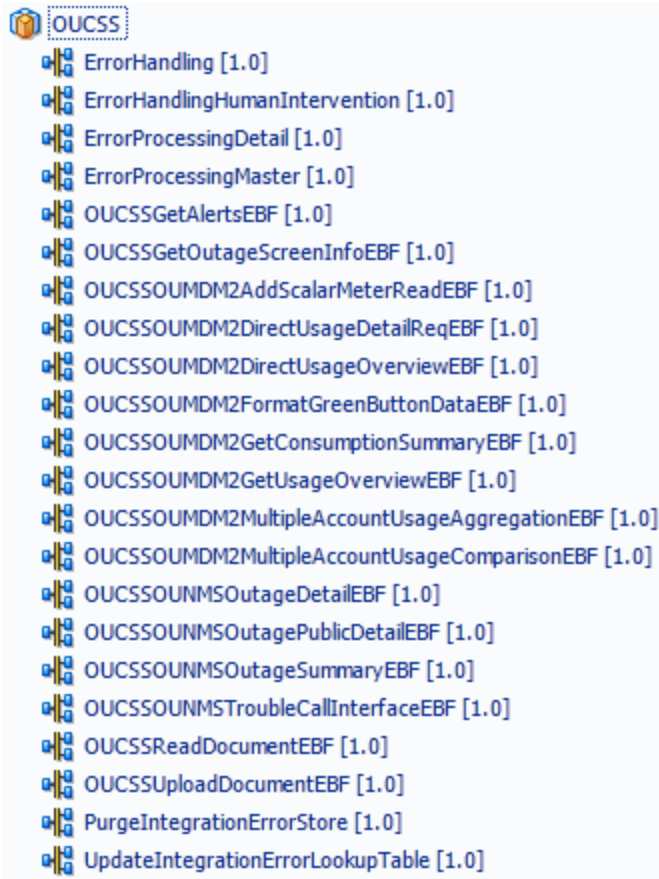 OUCSS
ErrorHandling [1.0]
ErrorHandlingHumanIntervention [1.0]
ErrorProcessingDetail [1.0]
ErrorProcessingMaster [1.0]
OUCSSGetAlertsEBF [1.0]
OUCSSGetOutageScreenInfoEBF [1.0]
OUCSSOUMDM2AddScalarMeterReadEBF [1.0]
OUCSSOUMDM2DirectUsageDetailReqEBF [1.0]
OUCSSOUMDM2DirectUsageOverviewEBF [1.0]
OUCSSOUMDM2FormatGreenButtonDataEBF [1.0]
OUCSSOUMDM2GetConsumptionSummaryEBF [1.0]
OUCSSOUMDM2GetUsageOverviewEBF [1.0]
OUCSSOUMDM2MultipleAccountUsageAggregationEBF [1.0]
OUCSSOUMDM2MultipleAccountUsageComparisonEBF [1.0]
OUCSSOUNMSOutageDetailEBF [1.0]
OUCSSOUNMSOutagePublicDetailEBF [1.0]
OUCSSOUNMSOutageSummaryEBF [1.0]
OUCSSOUNMSTroubleCallInterfaceEBF [1.0]
OUCSSReadDocumentEBF [1.0]
OUCSSUploadDocumentEBF [1.0]
PurgeIntegrationErrorStore [1.0]
UpdateIntegrationErrorLookupTable [1.0]